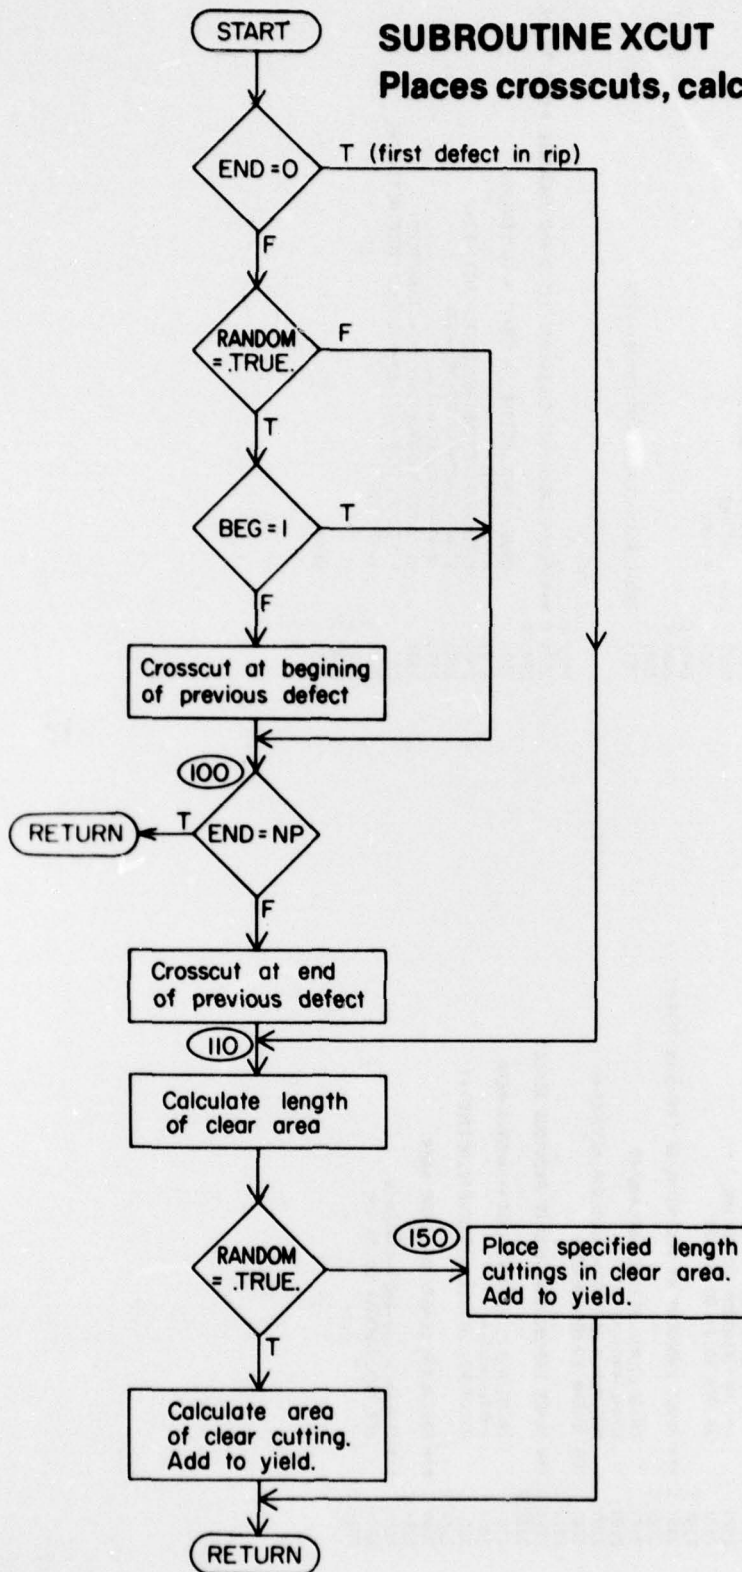 START
SUBROUTINE XCUT
Places crosscuts, calc
END = 0
T (first defect in rip)
F
RANDOM
= .TRUE.
F
T
BEG = 1
T
F
Crosscut at begining
of previous defect
100
RETURN
T
END = NP
F
Crosscut at end
of previous defect
110
Calculate length
of clear area
RANDOM
= .TRUE.
150
Place specified length
cuttings in clear area.
Add to yield.
T
Calculate area
of clear cutting.
Add to yield.
RETURN